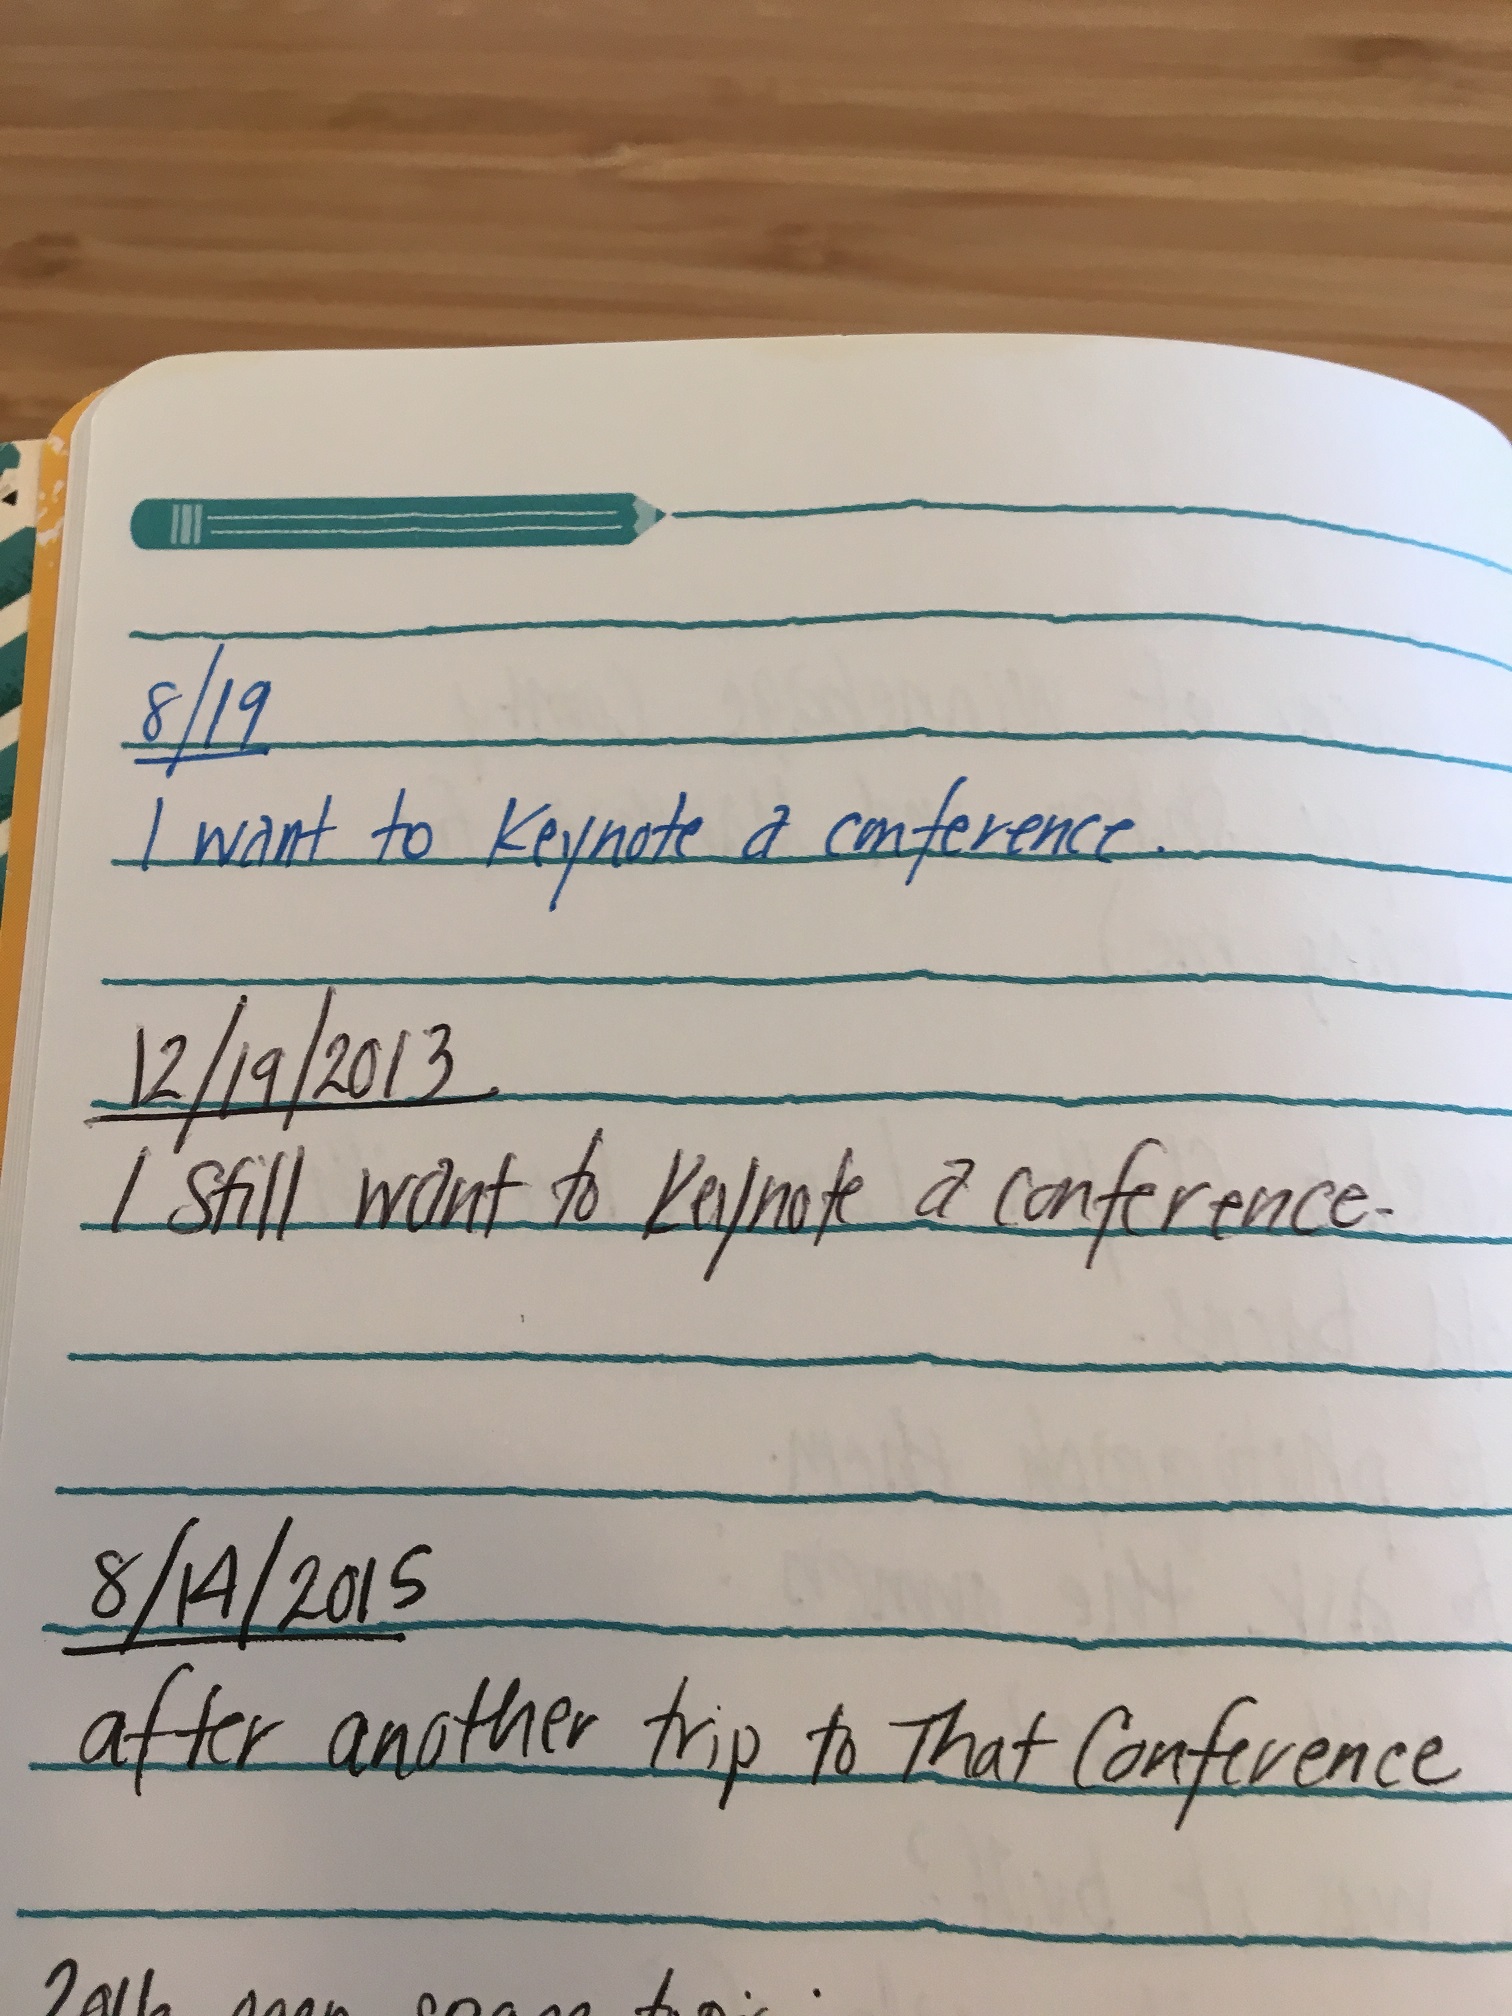 8/19
I want to Keynote a conference.
12/19/2013
I still want to Keynote a conference.
8/14/2015
after another trip to That Conference